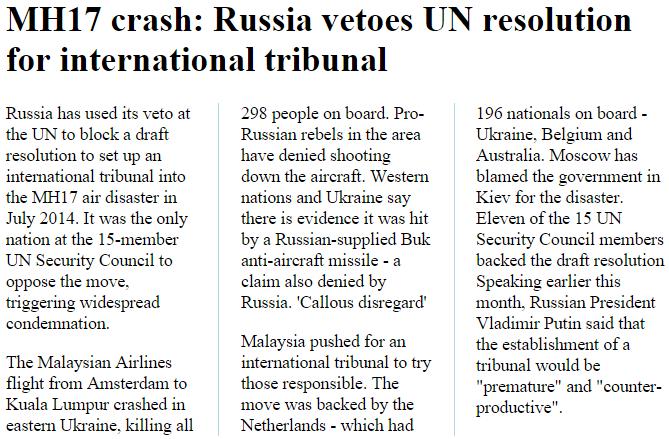 MH17 crash: Russia vetoes UN resolution
for international tribunal
Russia has used its veto at
the UN to block a draft
resolution to set up an
international tribunal into
the MH17 air disaster in
July 2014. It was the only
nation at the 15-member
UN Security Council to
oppose the move,
triggering widespread
condemnation.
The Malaysian Airlines
flight from Amsterdam to
Kuala Lumpur crashed in
eastern Ukraine, killing all
298 people on board. Pro-
Russian rebels in the area
have denied shooting
down the aircraft. Western
nations and Ukraine say
there is evidence it was hit
by a Russian-supplied Buk
anti-aircraft missile - a
claim also denied by
Russia. 'Callous disregard'
Malaysia pushed for an
international tribunal to try
those responsible. The
move was backed by the
Netherlands - which had
196 nationals on board -
Ukraine, Belgium and
Australia. Moscow has
blamed the government in
Kiev for the disaster.
Eleven of the 15 UN
Security Council members
backed the draft resolution
Speaking earlier this
month, Russian President
Vladimir Putin said that
the establishment of a
tribunal would be
"premature" and "counter-
productive".